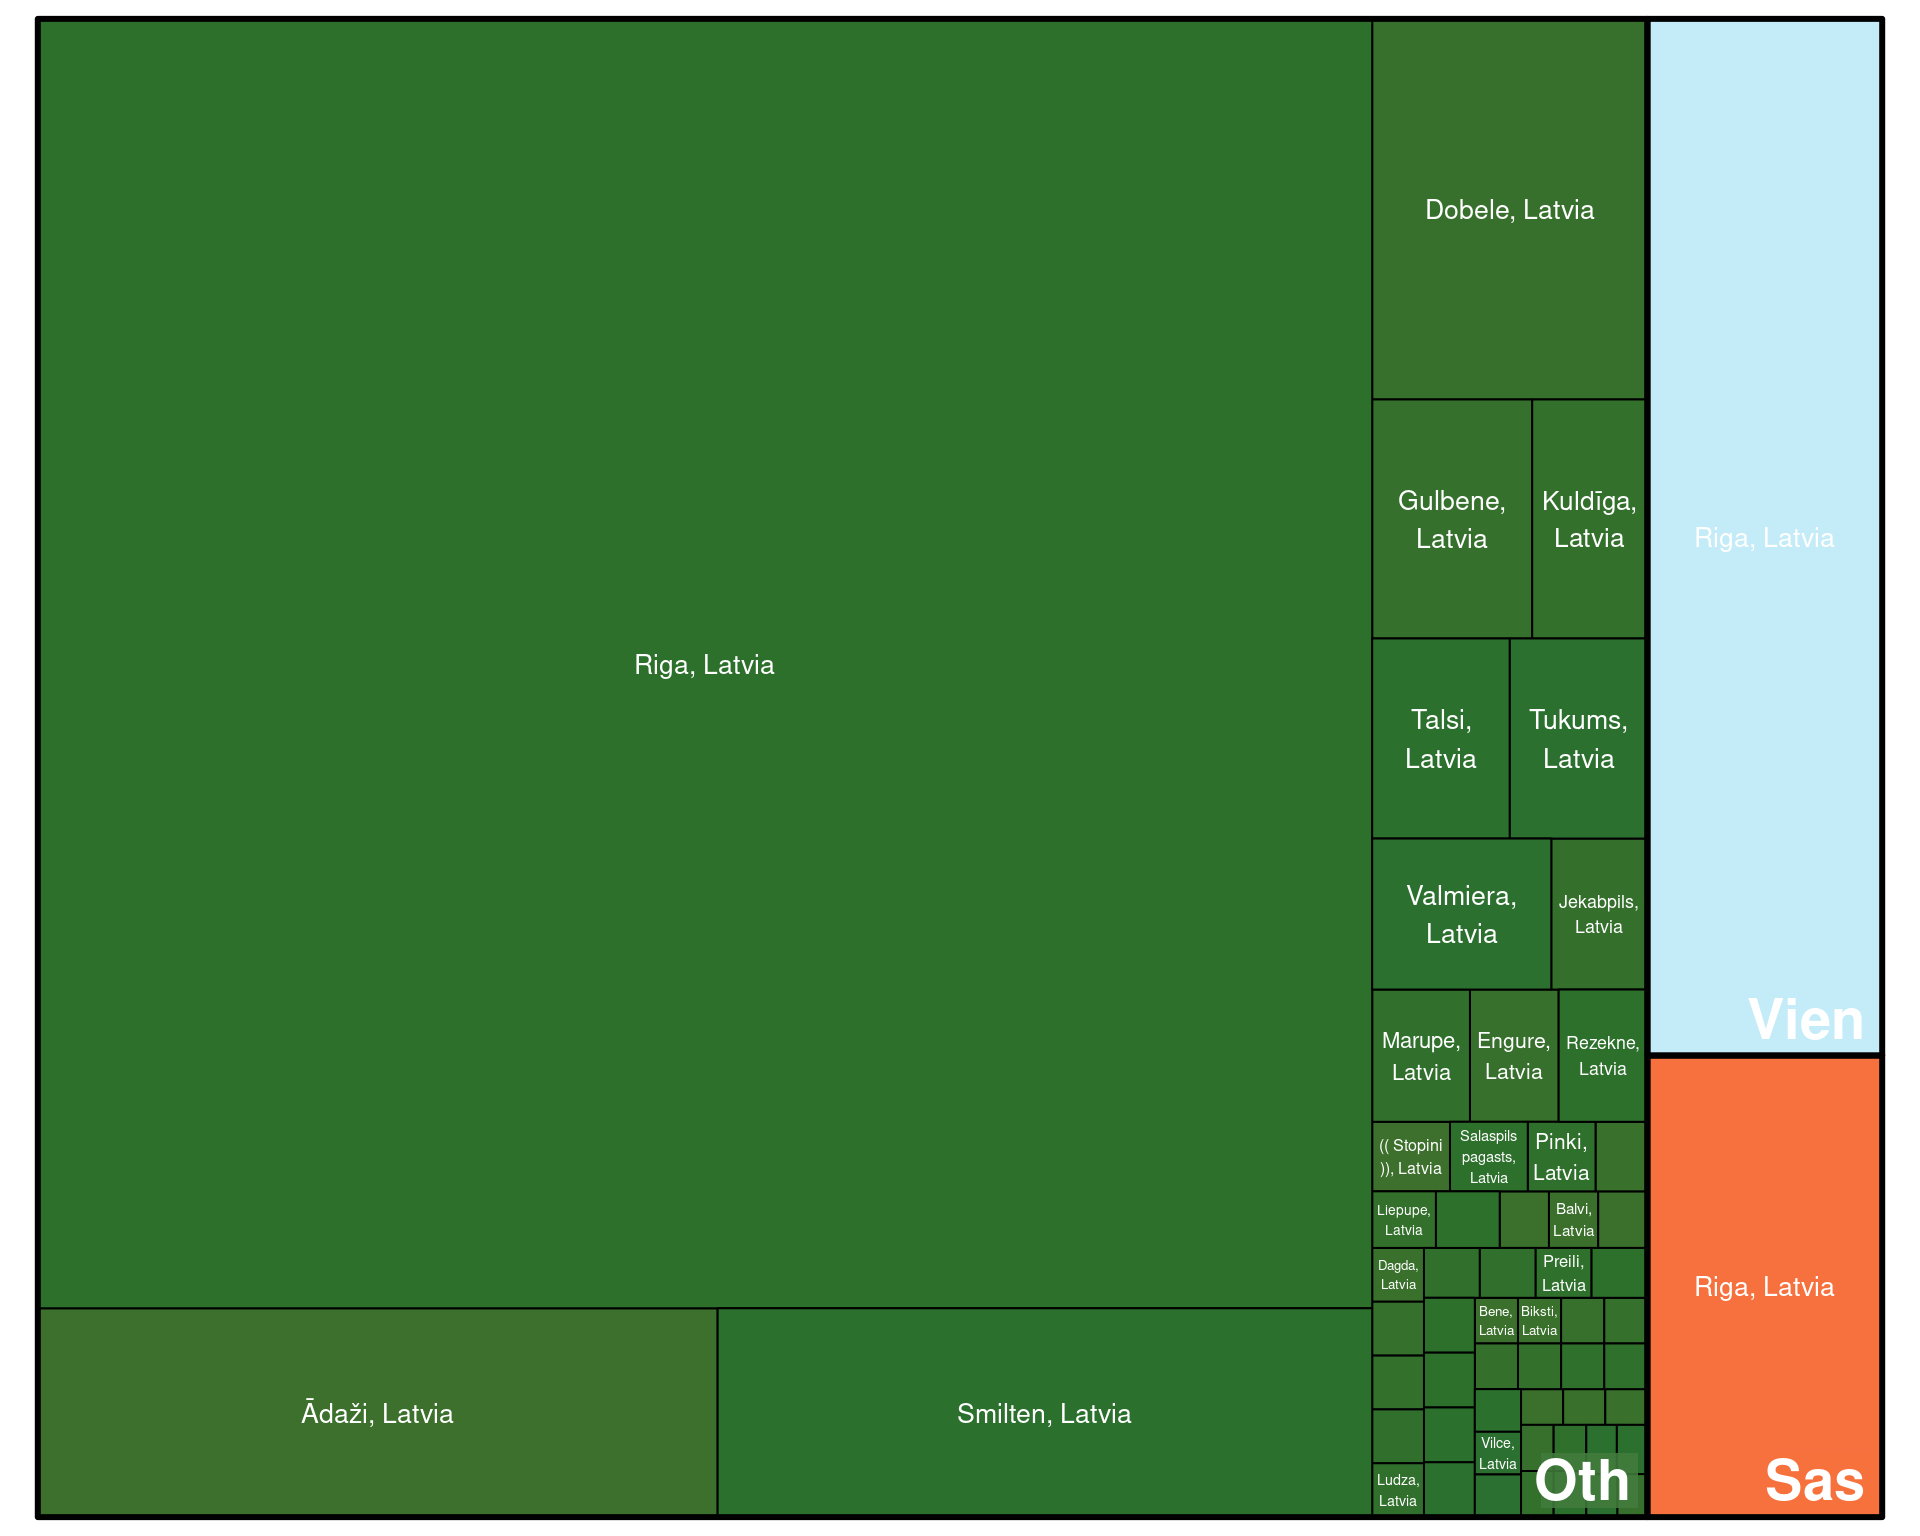 Riga, Latvia
Ādaži, Latvia
Smilten, Latvia
Dobele, Latvia
Gulbene,
Latvia
Kuldīga,
Latvia
Talsi,
Latvia
Tukums,
Latvia
Valmiera,
Latvia
Jekabpils,
Latvia
Marupe,
Latvia
Engure,
Latvia
Rezekne,
Latvia
(( Stopini
)), Latvia
Salaspils
pagasts,
Latvia
Pinki,
Latvia
Liepupe,
Latvia
Balvi,
Latvia
Dagda,
Latvia
Preili,
Latvia
Bene,
Latvia
Biksti,
Latvia
Vilce,
Latvia
Ludza,
Latvia
Oth
Riga, Latvia
Vien
Riga, Latvia
Sas